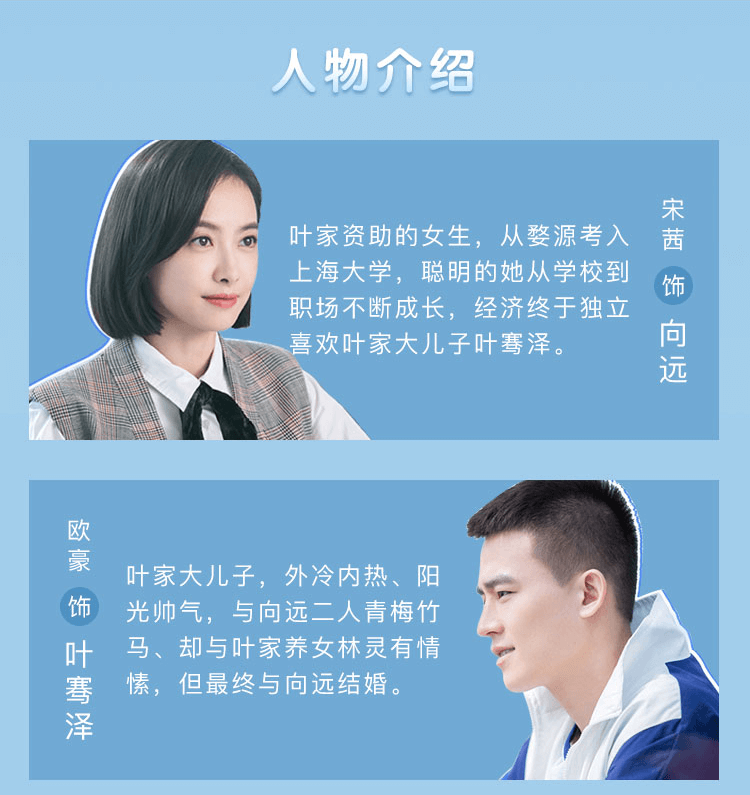 人物介绍
叶家资助的女生，从婺源考入
上海大学，聪明的她从学校到
职场不断成长，经济终于独立
喜欢叶家大儿子叶骞泽。
宋茜
饰
向远
欧豪
饰
叶骞泽
叶家大儿子，外冷内热、阳
光帅气，与向远二人青梅竹
马、却与叶家养女林灵有情
愫，但最终与向远结婚。